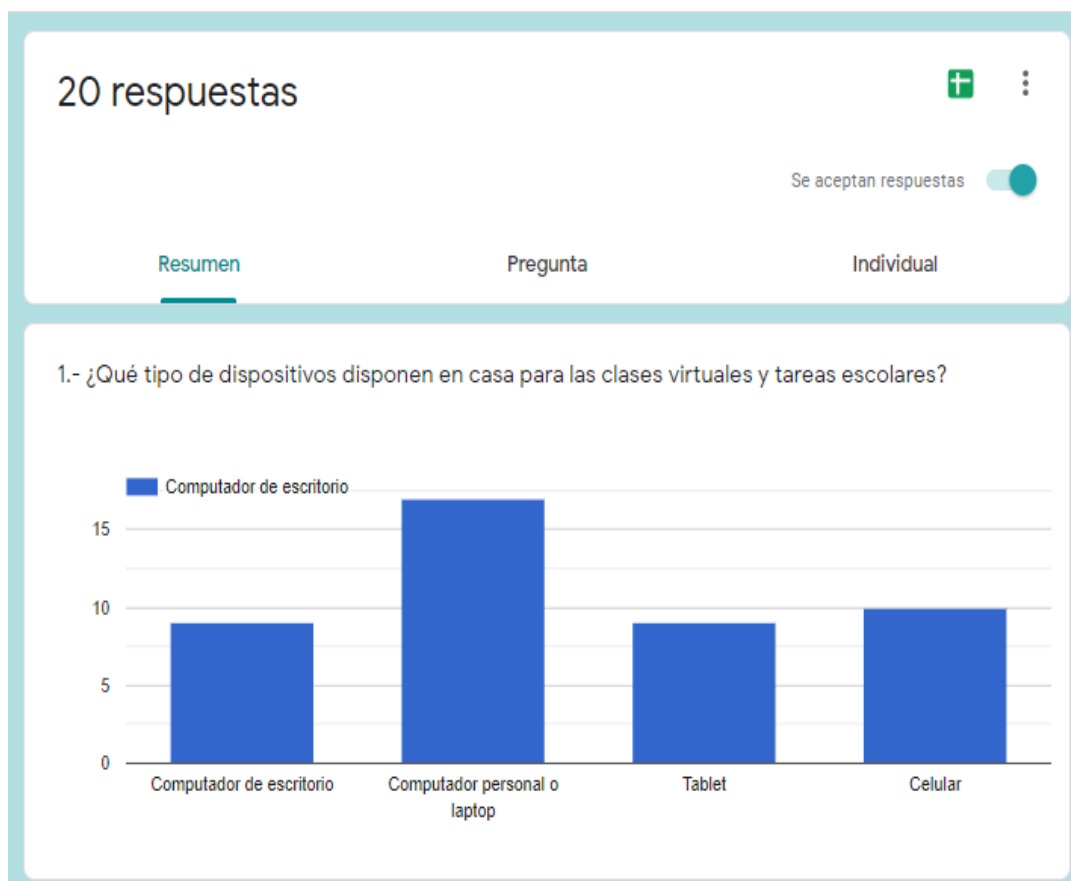 20 respuestas
Se aceptan respuestas
Resumen
Pregunta
Individual
1.- ¿Qué tipo de dispositivos disponen en casa para las clases virtuales y tareas escolares?
Computador de escritorio
15
10
5
0
Computador de escritorio
Computador personal o
laptop
Tablet
Celular